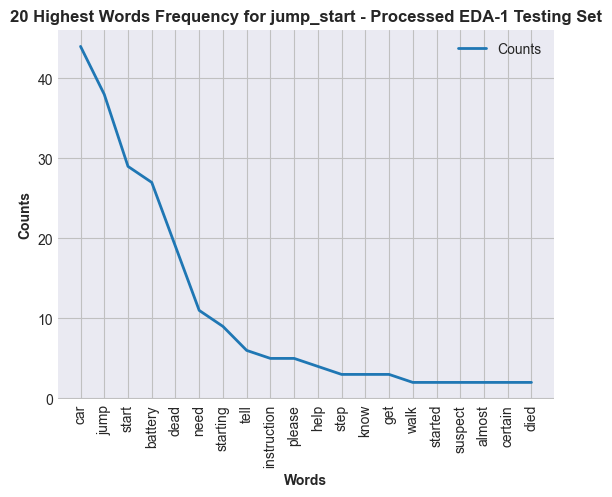 20 Highest Words Frequency for jump_start - Processed EDA-1 Testing Set
Counts
40
30
20
10
0
Counts
car
jump
start
battery
dead
need
starting
tell
instruction
please
help
step
know
get
walk
started
suspect
almost
certain
died
Words